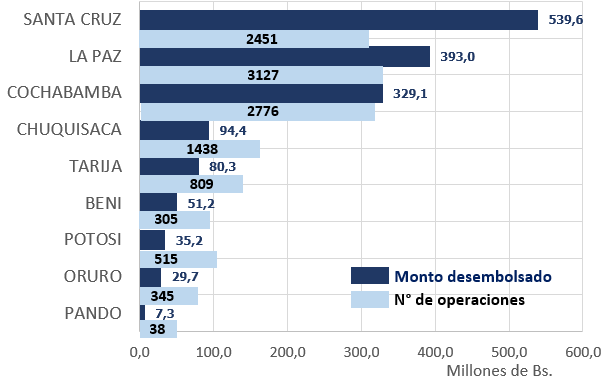 SANTA CRUZ 539,6
2451
LA PAZ 393,0
3127
COCHABAMBA 329,1
2776
CHUQUISACA 94,4
1438
TARIJA 80,3
809
BENI 51,2
305
POTOSI 35,2
515
ORURO 29,7
345
PANDO 7,3
38
Monto desembolsado
N° de operaciones
0,0 100,0 200,0 300,0 400,0 500,0 600,0
Millones de Bs.